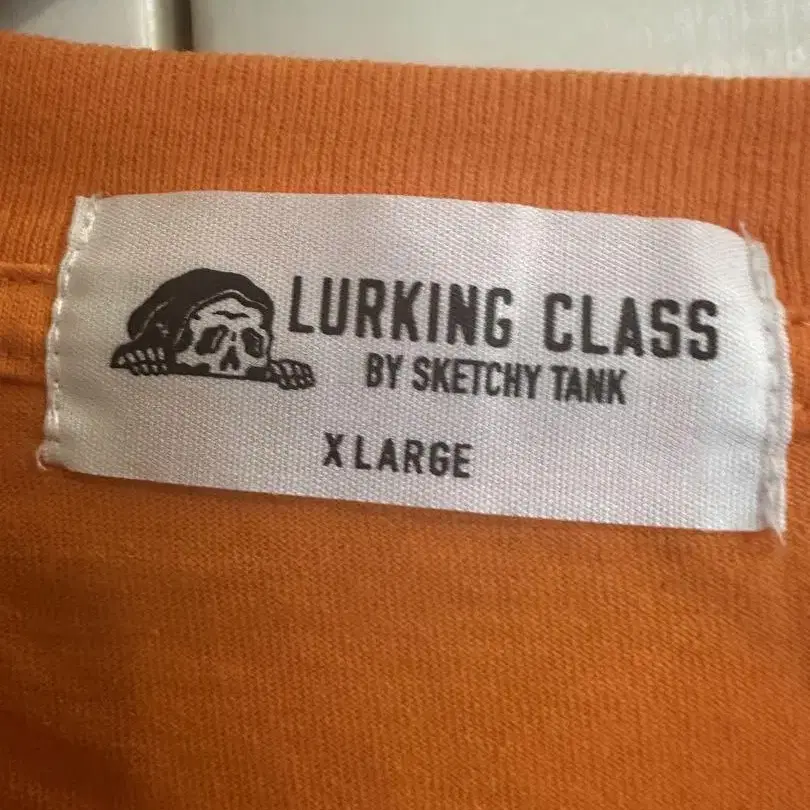 LURKING CLASS
BY SKETCHY TANK
X LARGE